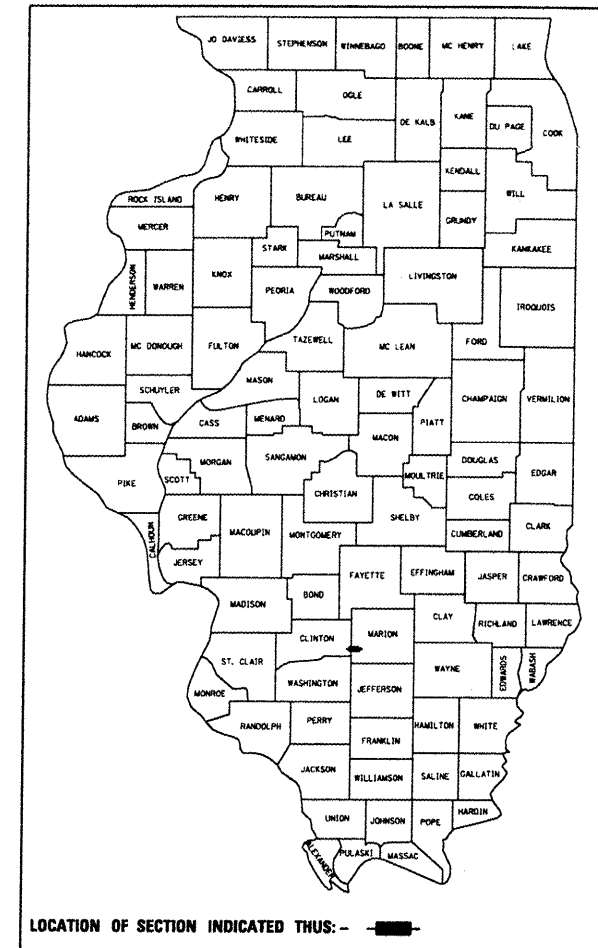 JO DAVIESS STEPHENSON WINNEBAGO BOONE MC HENRY LAKE
CARROLL OGLE DE KALB KANE DU PAGE COOK
WHITESIDE LEE
KENDALL WILL
ROCK ISLAND HENRY BUREAU LA SALLE GRUNDY
MERCER PUTNAM
STARK MARSHALL KANKAKEE
HENDERSON WARREN KNOX PEORIA WOODFORD LIVINGSTON IROQUOIS
HANCOCK MC DONOUGH FULTON TAZEWELL MC LEAN FORD
MASON
SCHUYLER LOGAN DE WITT CHAMPAIGN VERMILION
ADAMS BROWN CASS MENARD MACON PIATT
MORGAN SANGAMON DOUGLAS EDGAR
PIKE SCOTT CHRISTIAN MOULTRIE COLES
GREENE SHELBY
CALHOUN MACOUPIN MONTGOMERY CUMBERLAND CLARK
JERSEY FAYETTE EFFINGHAM JASPER CRAWFORD
MADISON BOND
CLAY RICHLAND LAWRENCE
CLINTON MARION
ST. CLAIR WAYNE EDWARDS WABASH
WASHINGTON JEFFERSON
MONROE
RANDOLPH PERRY HAMILTON WHITE
FRANKLIN
JACKSON WILLIAMSON SALINE GALLATIN
UNION JOHNSON POPE HARDIN
ALEXANDER PULASKI MASSAC
LOCATION OF SECTION INDICATED THUS: -